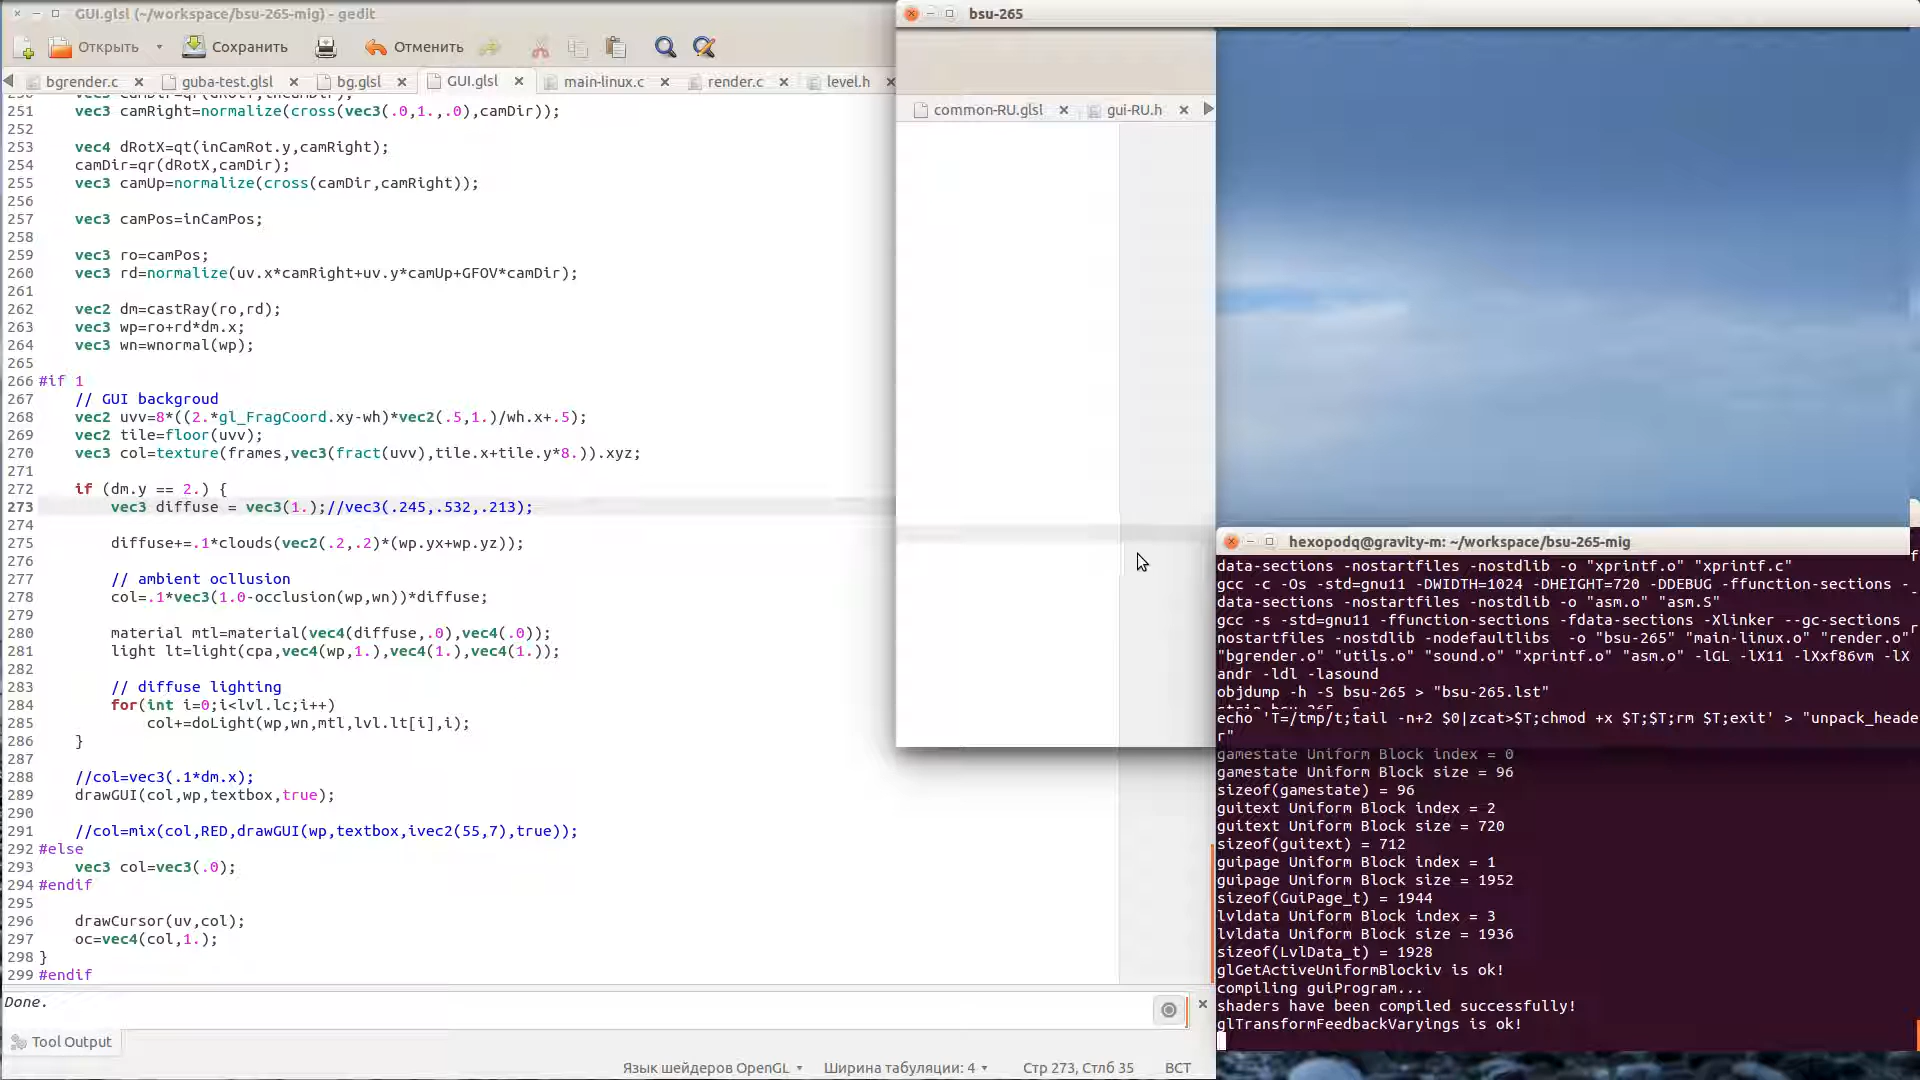 GUI.glsl (~/workspace/bsu-265-mig) - gedit
Открыть Сохранить Отменить
bgrender.c guba-test.glsl bg.glsl GUI.glsl main-linux.c render.c level.h
251 vec3 camRight=normalize(cross(vec3(.0,1.,.0),camDir));
252
253 vec4 dRotX=qt(inCamRot.y,camRight);
254 camDir=qr(dRotX,camDir);
255 vec3 camUp=normalize(cross(camDir,camRight));
256
257 vec3 camPos=inCamPos;
258
259 vec3 ro=camPos;
260 vec3 rd=normalize(uv.x*camRight+uv.y*camUp+GFOV*camDir);
261
262 vec2 dm=castRay(ro,rd);
263 vec3 wp=ro+rd*dm.x;
264 vec3 wn=wnormal(wp);
265
266 #if 1
267 // GUI backgroud
268 vec2 uvv=8*((2.*gl_FragCoord.xy-wh)*vec2(.5,1.)/wh.x+.5);
269 vec2 tile=floor(uvv);
270 vec3 col=texture(frames,vec3(fract(uvv),tile.x+tile.y*8.)).xyz;
271
272 if (dm.y == 2.) {
273 vec3 diffuse = vec3(1.);//vec3(.245,.532,.213);
274
275 diffuse+=.1*clouds(vec2(.2,.2)*(wp.yx+wp.yz));
276
277 // ambient ocllusion
278 col=.1*vec3(1.0-occlusion(wp,wn))*diffuse;
279
280 material mtl=material(vec4(diffuse,.0),vec4(.0));
281 light lt=light(cpa,vec4(wp,1.),vec4(1.),vec4(1.));
282
283 // diffuse lighting
284 for(int i=0;i<lvl.lc;i++)
285 col+=doLight(wp,wn,mtl,lvl.lt[i],i);
286 }
287
288 //col=vec3(.1*dm.x);
289 drawGUI(col,wp,textbox,true);
290
291 //col=mix(col,RED,drawGUI(wp,textbox,ivec2(55,7),true));
292 #else
293 vec3 col=vec3(.0);
294 #endif
295
296 drawCursor(uv,col);
297 oc=vec4(col,1.);
298 }
299 #endif
Done.
Tool Output
Язык шейдеров OpenGL Ширина табуляции: 4 Стр 273, Стлб 35 ВСТ
bsu-265
common-RU.glsl gui-RU.h
hexopodq@gravity-m: ~/workspace/bsu-265-mig
data-sections -nostartfiles -nostdlib -o "xprintf.o" "xprintf.c"
gcc -c -Os -std=gnu11 -DWIDTH=1024 -DHEIGHT=720 -DDEBUG -ffunction-sections -
data-sections -nostartfiles -nostdlib -o "asm.o" "asm.S"
gcc -s -std=gnu11 -ffunction-sections -fdata-sections -Xlinker --gc-sections
nostartfiles -nostdlib -nodefaultlibs -o "bsu-265" "main-linux.o" "render.o"
"bgrender.o" "utils.o" "sound.o" "xprintf.o" "asm.o" -lGL -lX11 -lXxf86vm -lX
andr -ldl -lasound
objdump -h -S bsu-265 > "bsu-265.lst"
echo 'T=/tmp/t;tail -n+2 $0|zcat>$T;chmod +x $T;$T;rm $T;exit' > "unpack_heade
r"
gamestate Uniform Block index = 0
gamestate Uniform Block size = 96
sizeof(gamestate) = 96
guitext Uniform Block index = 2
guitext Uniform Block size = 720
sizeof(guitext) = 712
guipage Uniform Block index = 1
guipage Uniform Block size = 1952
sizeof(GuiPage_t) = 1944
lvldata Uniform Block index = 3
lvldata Uniform Block size = 1936
sizeof(LvlData_t) = 1928
glGetActiveUniformBlockiv is ok!
compiling guiProgram...
shaders have been compiled successfully!
glTransformFeedbackVaryings is ok!